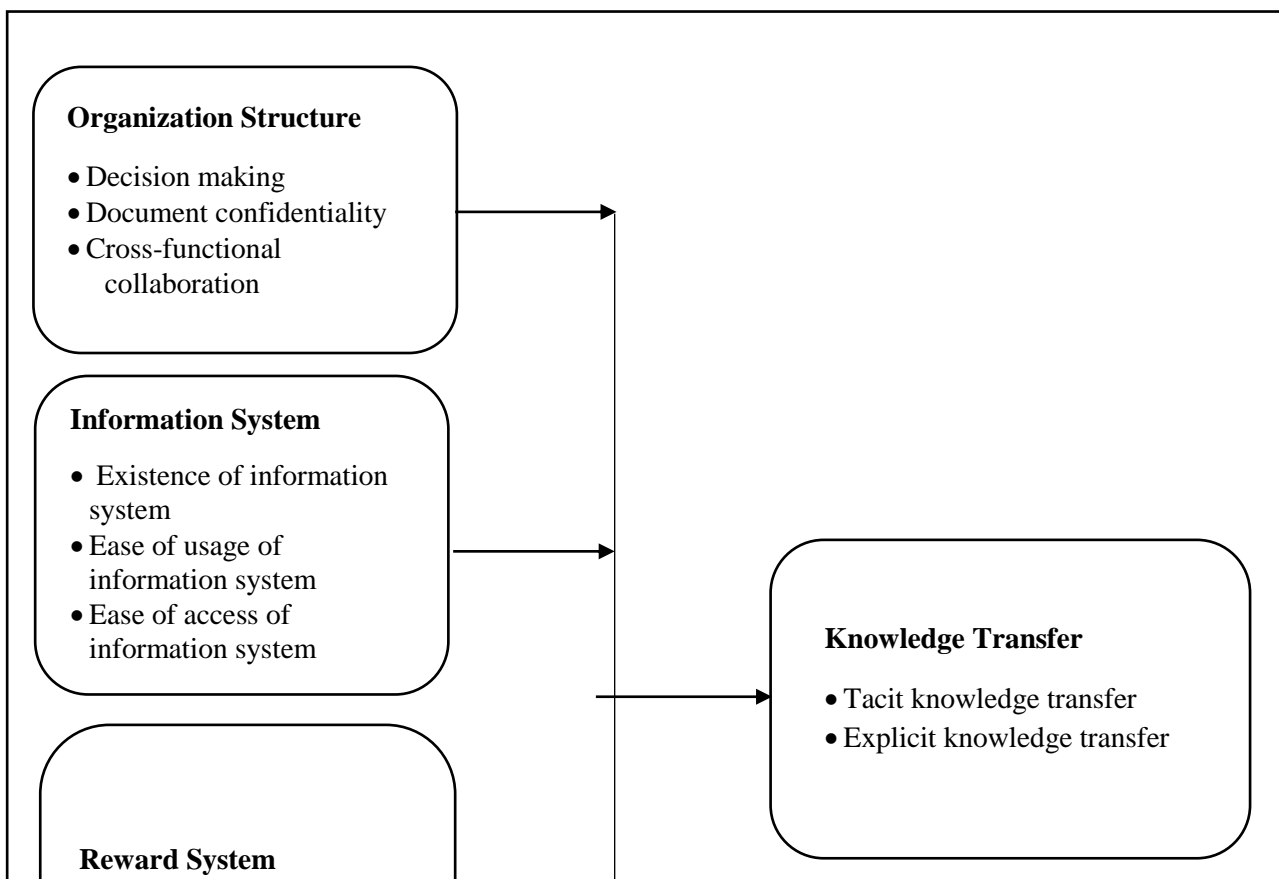 Organization Structure
• Decision making
• Document confidentiality
• Cross-functional
collaboration
Information System
• Existence of information
system
• Ease of usage of
information system
• Ease of access of
information system
Knowledge Transfer
• Tacit knowledge transfer
• Explicit knowledge transfer
Reward System